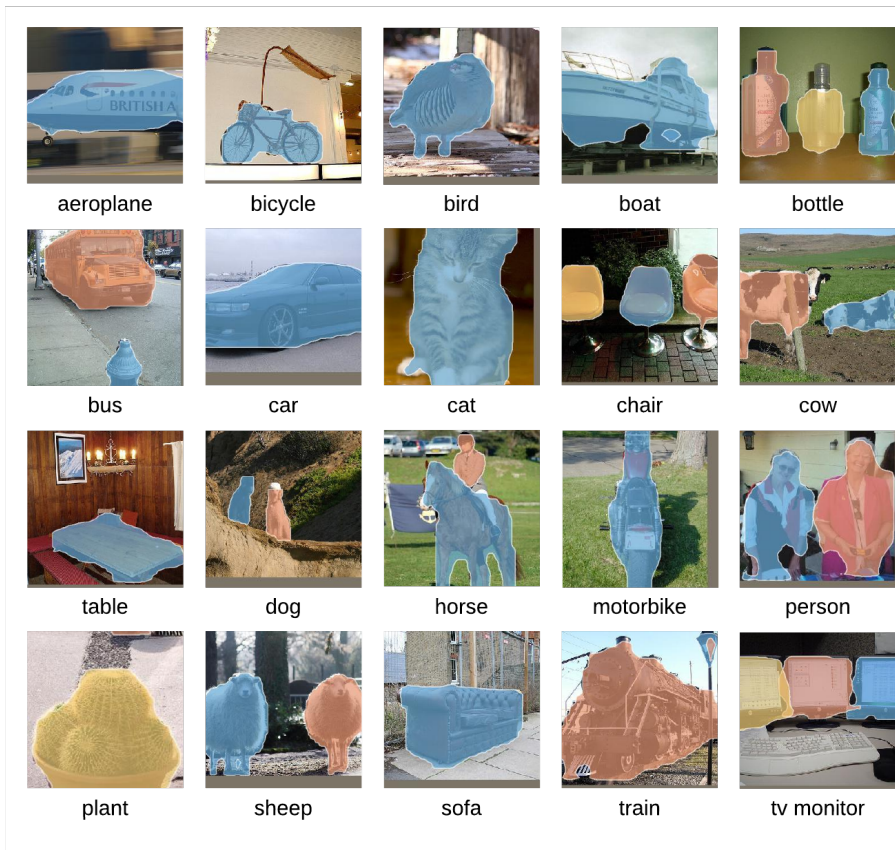 BRITISH A
aeroplane
bicycle
bird
boat
bottle
bus
car
cat
chair
cow
table
dog
horse
motorbike
person
plant
sheep
sofa
train
tv monitor